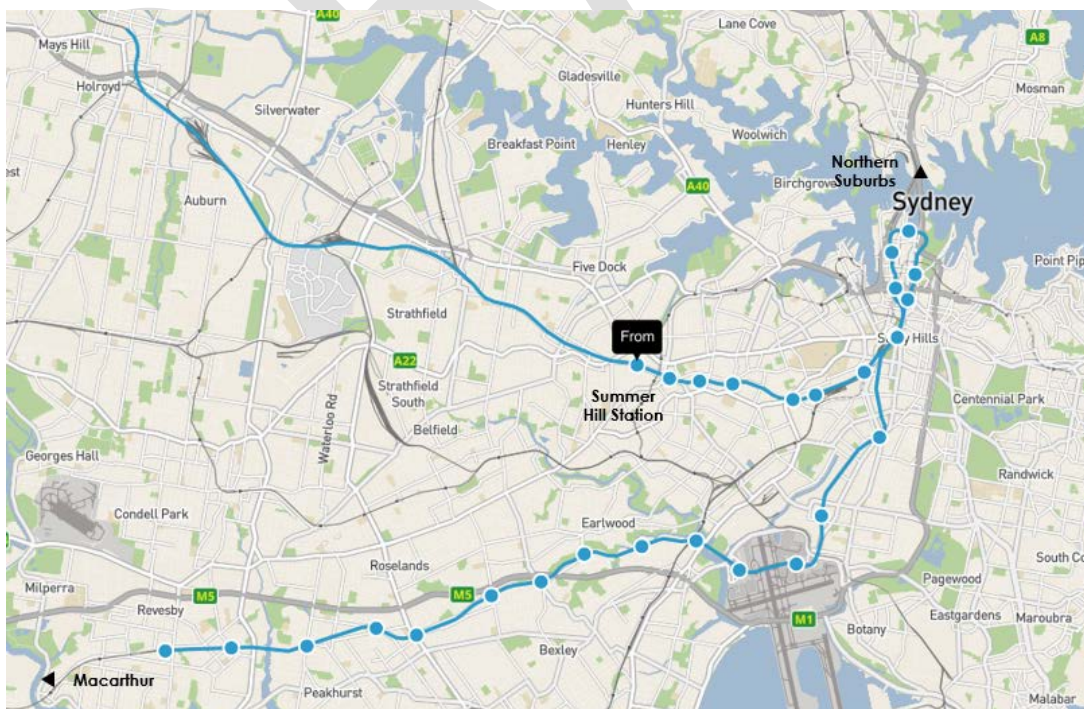 A40
Lane Cove
A8
Mays Hill
Gladesville
Mosman
Holroyd
Silverwater
Hunters Hill
Woolwich
Breakfast Point
Henley
Northern
Suburbs
Birchgrove
A40
Auburn
Sydney
Five Dock
Point Pip
Strathfield
From
Hills
A22
Strathfield
South
Summer
Hill Station
Centennial Park
Waterloo Rd
Belfield
Georges Hall
Randwick
Condell Park
Earlwood
Roselands
South Co
Milperra
M5
M5
Pagewood
Revesby
Eastgardens
Maroubra
M1
Botany
Bexley
Macarthur
Peakhurst
Malabar